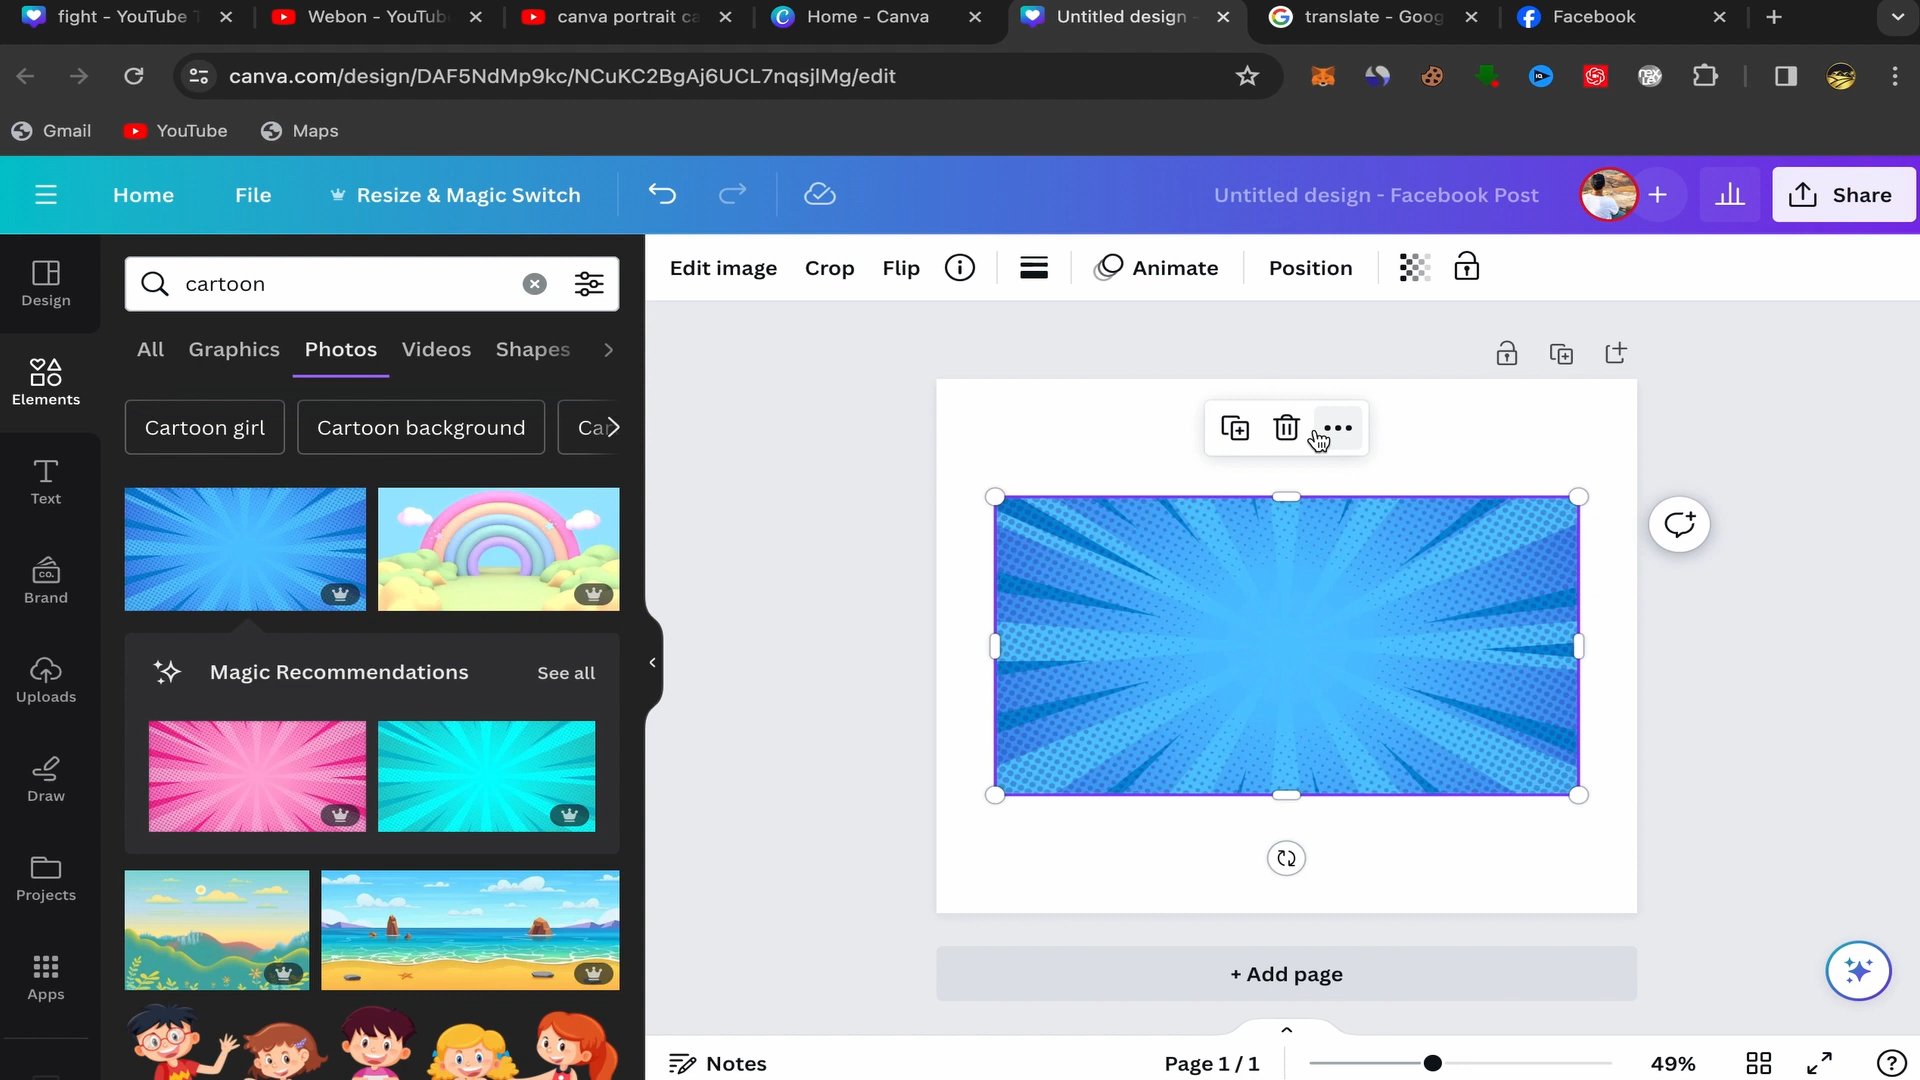 fight - YouTube T
Webon - YouTube
canva portrait ca
Home - Canva
Untitled design -
translate - Goog
Facebook
canva.com/design/DAF5NdMp9kc/NCuKC2BgAj6UCL7nqsjlMg/edit
Gmail
YouTube
Maps
Home
File
Resize & Magic Switch
Untitled design - Facebook Post
Share
Design
Elements
Text
Brand
Uploads
Draw
Projects
Apps
cartoon
All
Graphics
Photos
Videos
Shapes
Cartoon girl
Cartoon background
Car
Magic Recommendations
See all
Edit image
Crop
Flip
Animate
Position
+ Add page
Notes
Page 1 / 1
49%